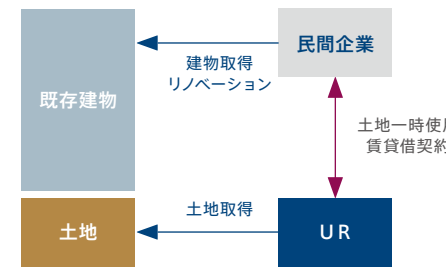 民間企業
建物取得
リノベーション
既存建物
土地一時使
賃貸借契約
土地取得
土地
UR